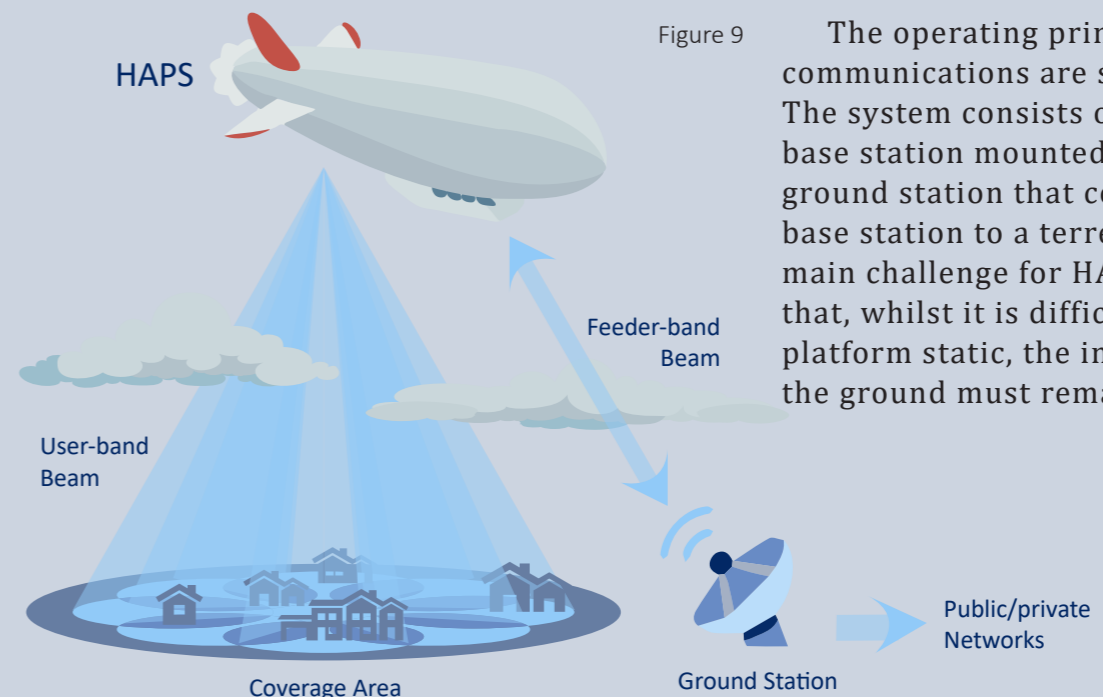 HAPS
Figure 9
The operating prin
communications are s
The system consists o
base station mounted
ground station that co
base station to a terre
main challenge for HA
that, whilst it is diffic
platform static, the in
the ground must rema
Feeder-band
Beam
User-band
Beam
Public/private
Networks
Ground Station
Coverage Area